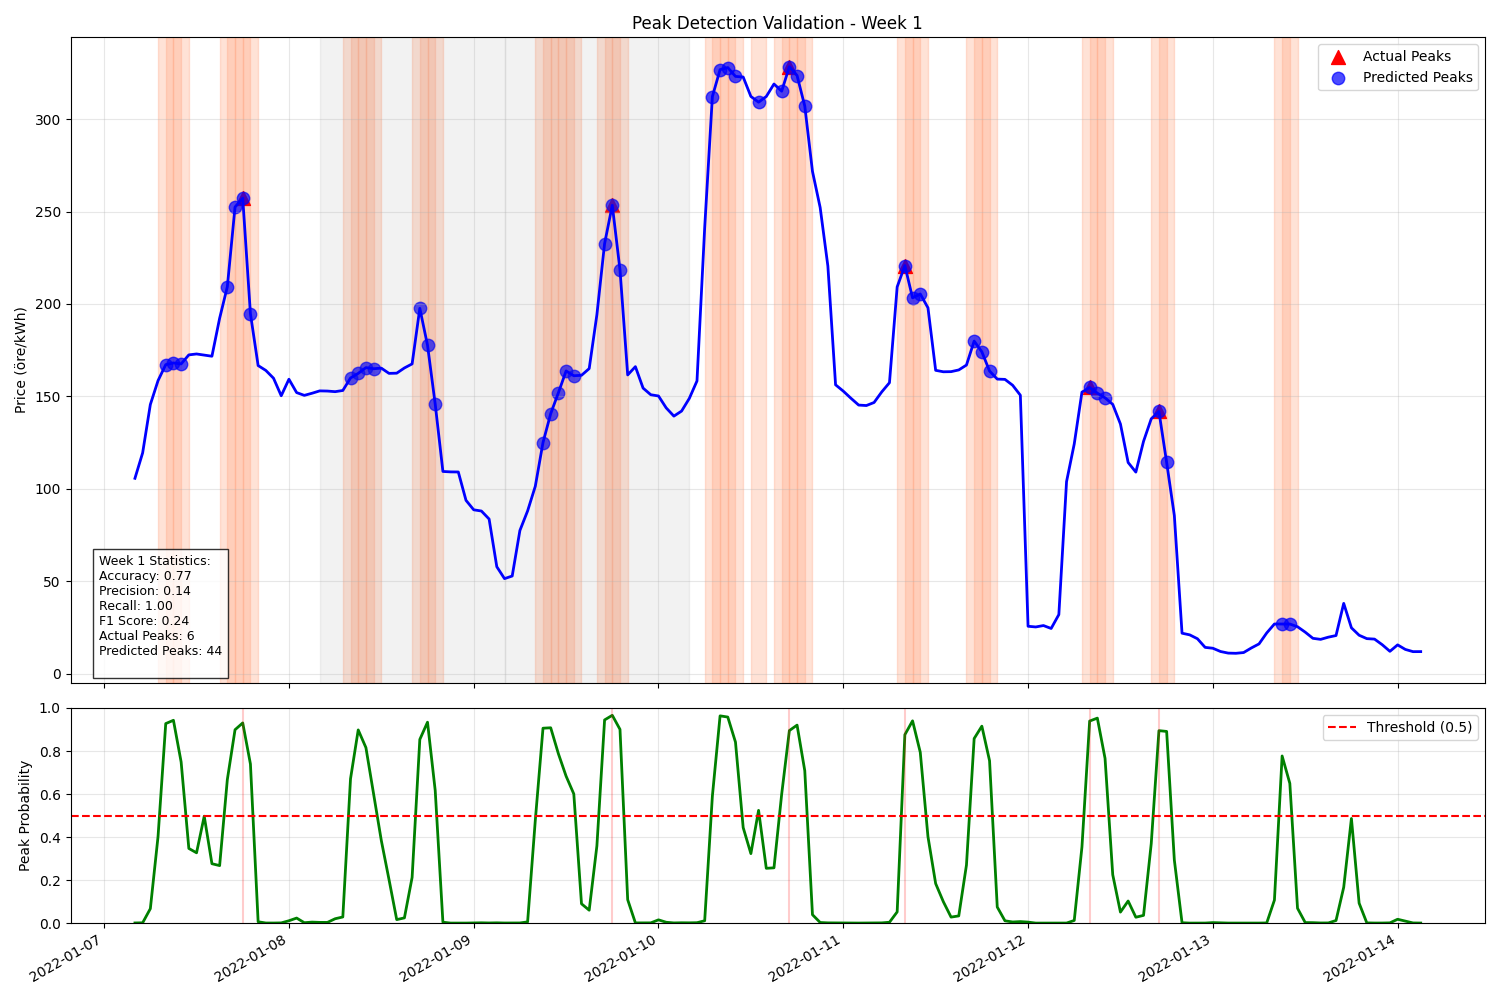 Peak Detection Validation - Week 1
Actual Peaks
Predicted Peaks
Price (öre/kWh)
300
250
200
150
100
50
0
Week 1 Statistics:
Accuracy: 0.77
Precision: 0.14
Recall: 1.00
F1 Score: 0.24
Actual Peaks: 6
Predicted Peaks: 44
Peak Probability
1.0
0.8
0.6
0.4
0.2
0.0
Threshold (0.5)
2022-01-07
2022-01-08
2022-01-09
2022-01-10
2022-01-11
2022-01-12
2022-01-13
2022-01-14